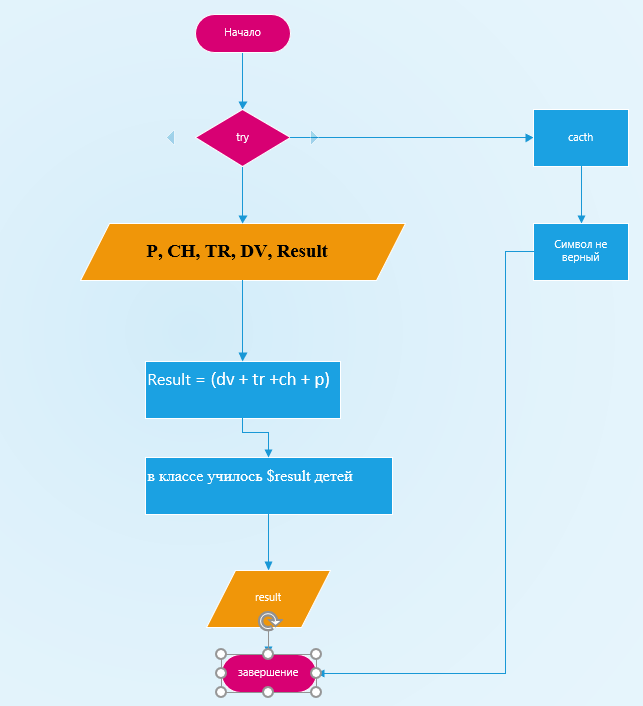 Начало
try
cacth
P, CH, TR, DV, Result
Символ не
верный
Result = (dv + tr +ch + p)
в классе училось $result детей
result
завершение